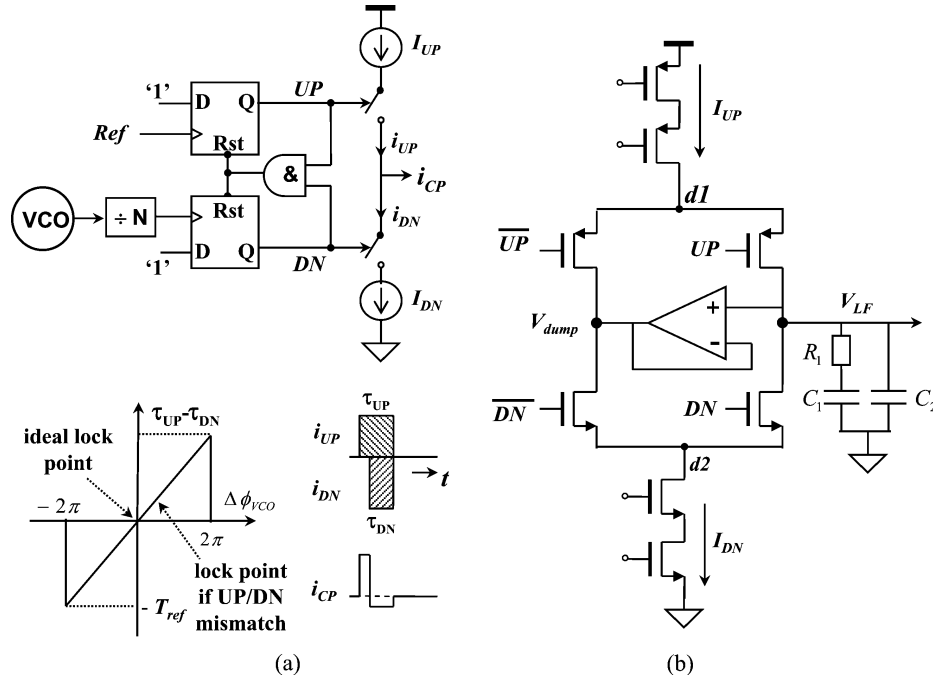 I_UP
'1'
D Q
UP
Ref
Rst
&
i_UP
i_CP
VCO
÷ N
Rst
i_DN
D Q
DN
'1'
I_DN
τ_UP-τ_DN
ideal lock
point
Δϕ_VCO
− 2π
2π
lock point
if UP/DN
mismatch
- T_ref
τ_UP
i_UP
t
i_DN
τ_DN
i_CP
(a)
I_UP
d1
U̅P̅
UP
V_dump
+
-
V_LF
R_1
C_1
C_2
D̅N̅
DN
d2
I_DN
(b)